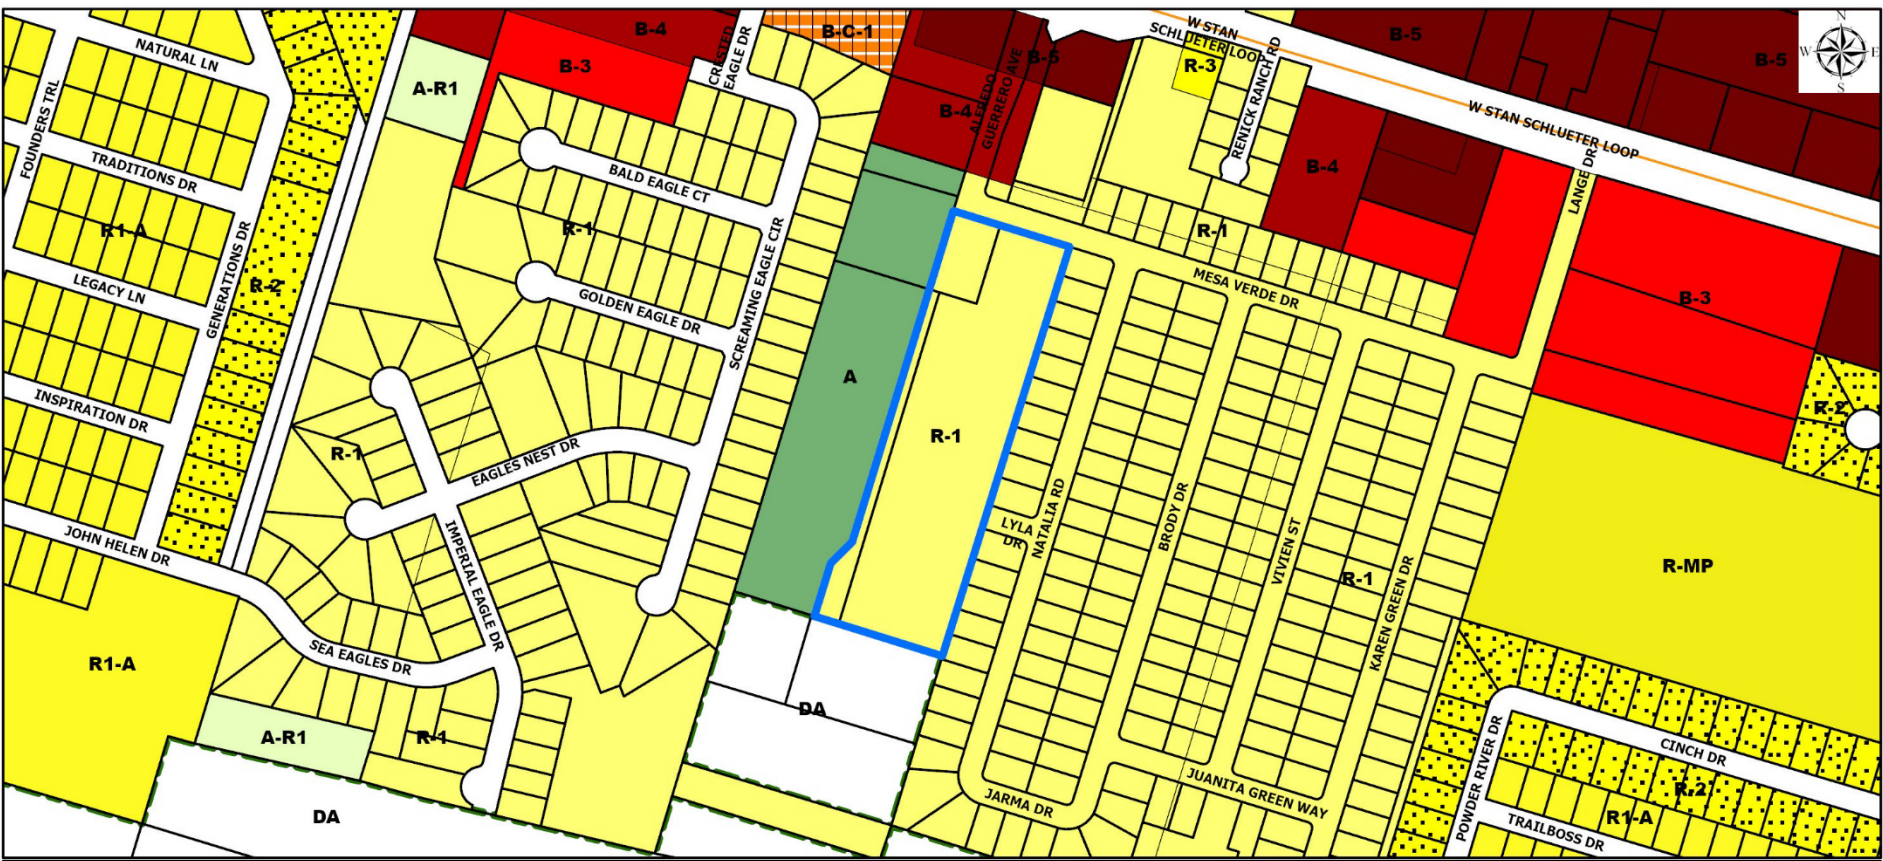 B-4
B-C-1
W STAN
SCHLUETER LOOP
B-5
N
W
E
S
NATURAL LN
CRESTED
EAGLE DR
B-5
B-5
B-3
R-3
A-R1
FOUNDERS TRL
ALFREDO
GUERRERO AVE
B-4
RENICK RANCH RD
W STAN SCHLUETER LOOP
TRADITIONS DR
BALD EAGLE CT
B-4
LANGE DR
R1-A
R-1
R-1
GENERATIONS DR
SCREAMING EAGLE CIR
LEGACY LN
R-2
GOLDEN EAGLE DR
MESA VERDE DR
B-3
A
INSPIRATION DR
R-2
R-1
R-1
EAGLES NEST DR
LYLA
DR
NATALIA RD
BRODY DR
VIVIEN ST
JOHN HELEN DR
IMPERIAL EAGLE DR
R-1
KAREN GREEN DR
R-MP
R1-A
SEA EAGLES DR
DA
A-R1
R-1
POWDER RIVER DR
CINCH DR
JUANITA GREEN WAY
R-2
JARMA DR
DA
R1-A
TRAILBOSS DR